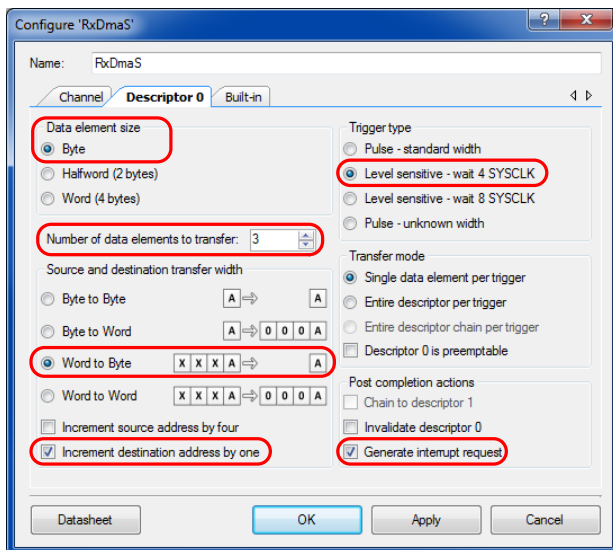 Configure 'RxDmaS'
Name: RxDmaS
Channel Descriptor 0 Built-in
Data element size
Byte
Halfword (2 bytes)
Word (4 bytes)
Number of data elements to transfer: 3
Source and destination transfer width
Byte to Byte A A
Byte to Word A 0 0 0 A
Word to Byte X X X A A
Word to Word X X X A 0 0 0 A
Increment source address by four
Increment destination address by one
Trigger type
Pulse - standard width
Level sensitive - wait 4 SYSCLK
Level sensitive - wait 8 SYSCLK
Pulse - unknown width
Transfer mode
Single data element per trigger
Entire descriptor per trigger
Entire descriptor chain per trigger
Descriptor 0 is preemptable
Post completion actions
Chain to descriptor 1
Invalidate descriptor 0
Generate interrupt request
Datasheet OK Apply Cancel